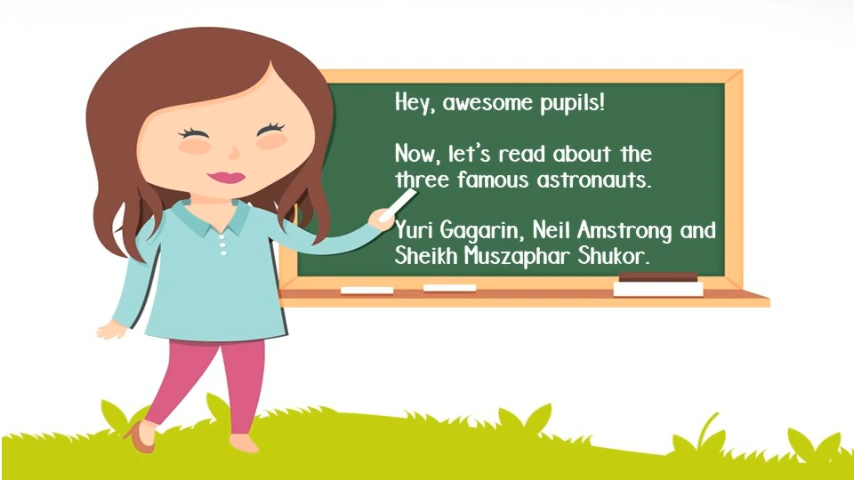 Hey, awesome pupils!
Now, let's read about the
three famous astronauts.
Yuri Gagarin, Neil Amstrong and
Sheikh Muszaphar Shukor.